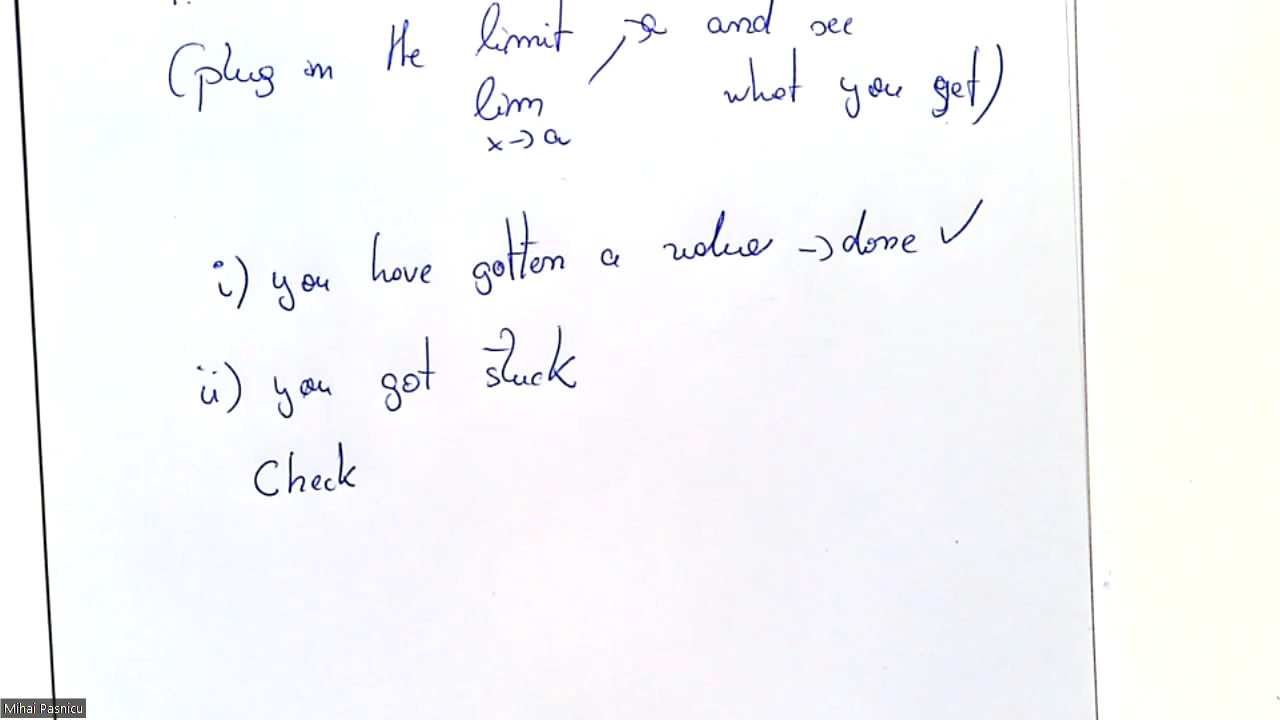 (plug in the limit → a and see
lim what you get)
x → a
i) you have gotten a value → done ✓
ii) you got stuck
Check
Mihai Pasnicu